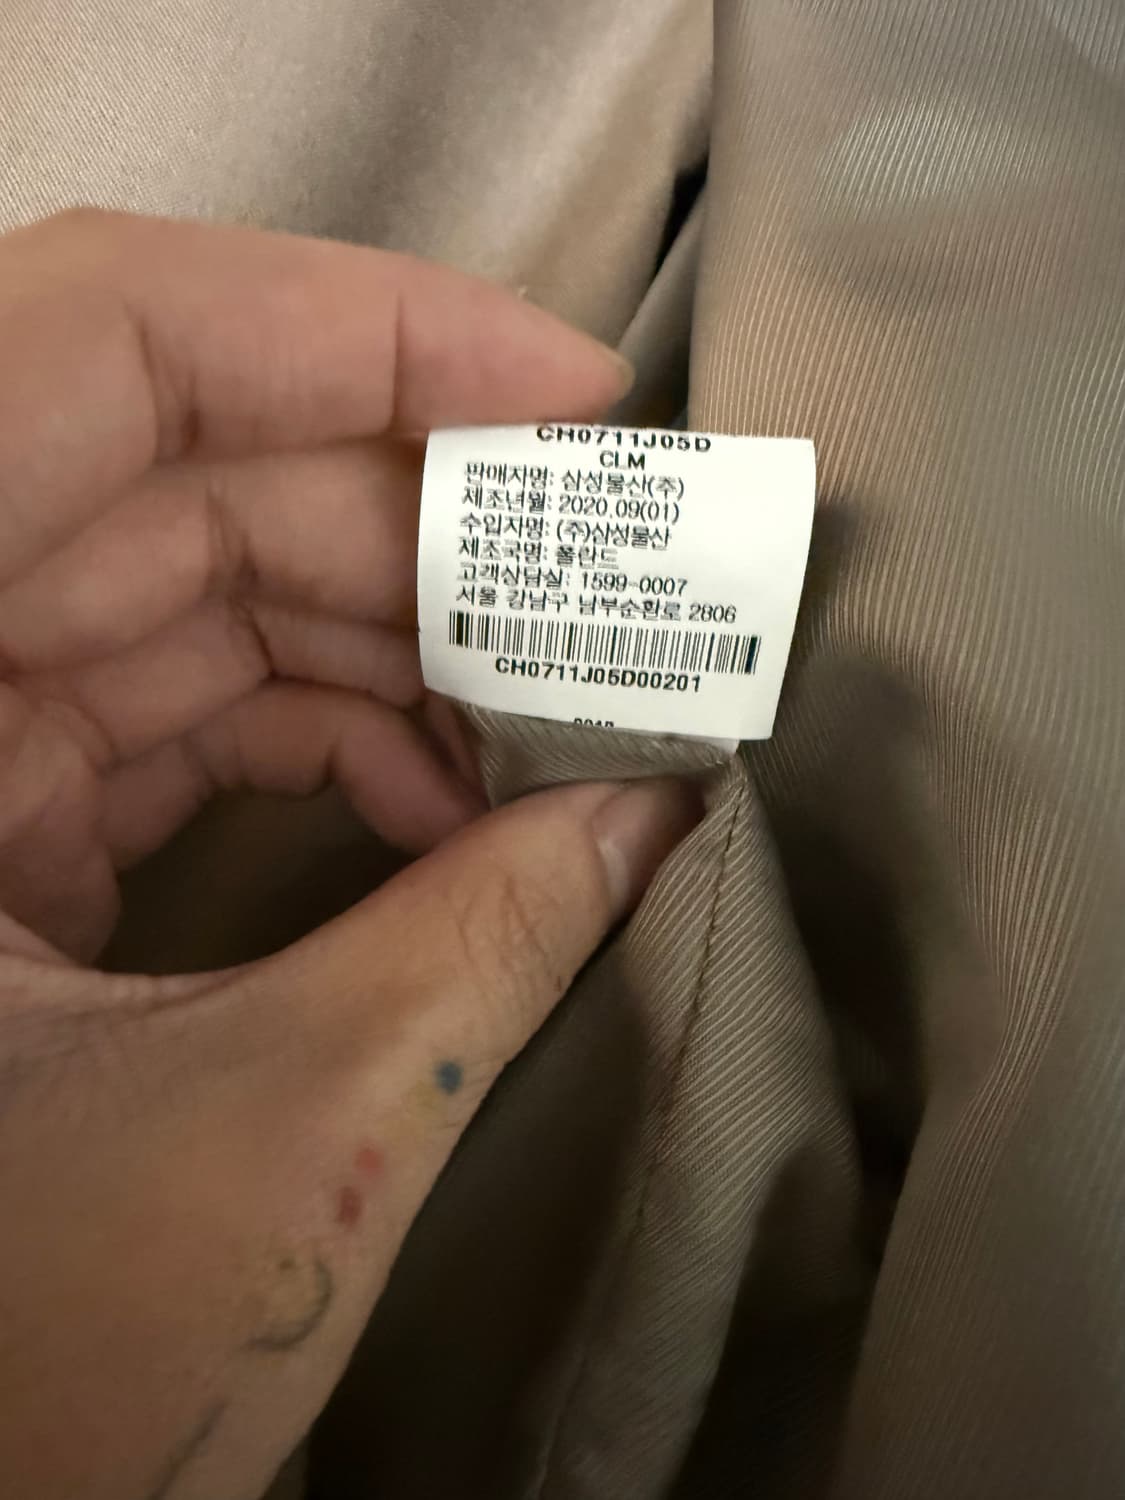 CH0711J05D
CLM
판매자명: 삼성물산(주)
제조년월: 2020.09(01)
수입자명: (주)삼성물산
제조국명: 폴란드
고객상담실: 1599-0007
서울 강남구 남부순환로 2806
CH0711J05D00201